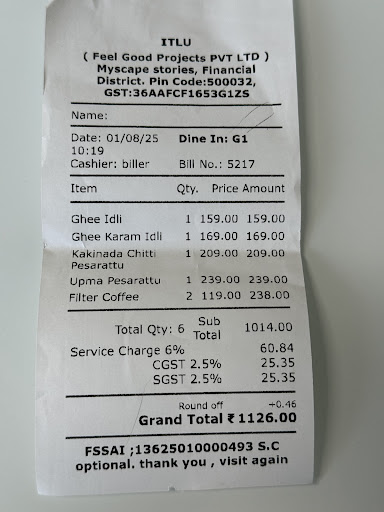 ITLU
( Feel Good Projects PVT LTD )
Myscape stories, Financial
District. Pin Code:500032,
GST:36AAFCF1653G1ZS
Name:
Date: 01/08/25 Dine In: G1
10:19
Cashier: biller Bill No.: 5217
Item Qty. Price Amount
Ghee Idli 1 159.00 159.00
Ghee Karam Idli 1 169.00 169.00
Kakinada Chitti 1 209.00 209.00
Pesarattu
Upma Pesarattu 1 239.00 239.00
Filter Coffee 2 119.00 238.00
Total Qty: 6 Sub Total 1014.00
Service Charge 6% 60.84
CGST 2.5% 25.35
SGST 2.5% 25.35
Round off +0.46
Grand Total ₹1126.00
FSSAI ;13625010000493 S.C
optional. thank you , visit again